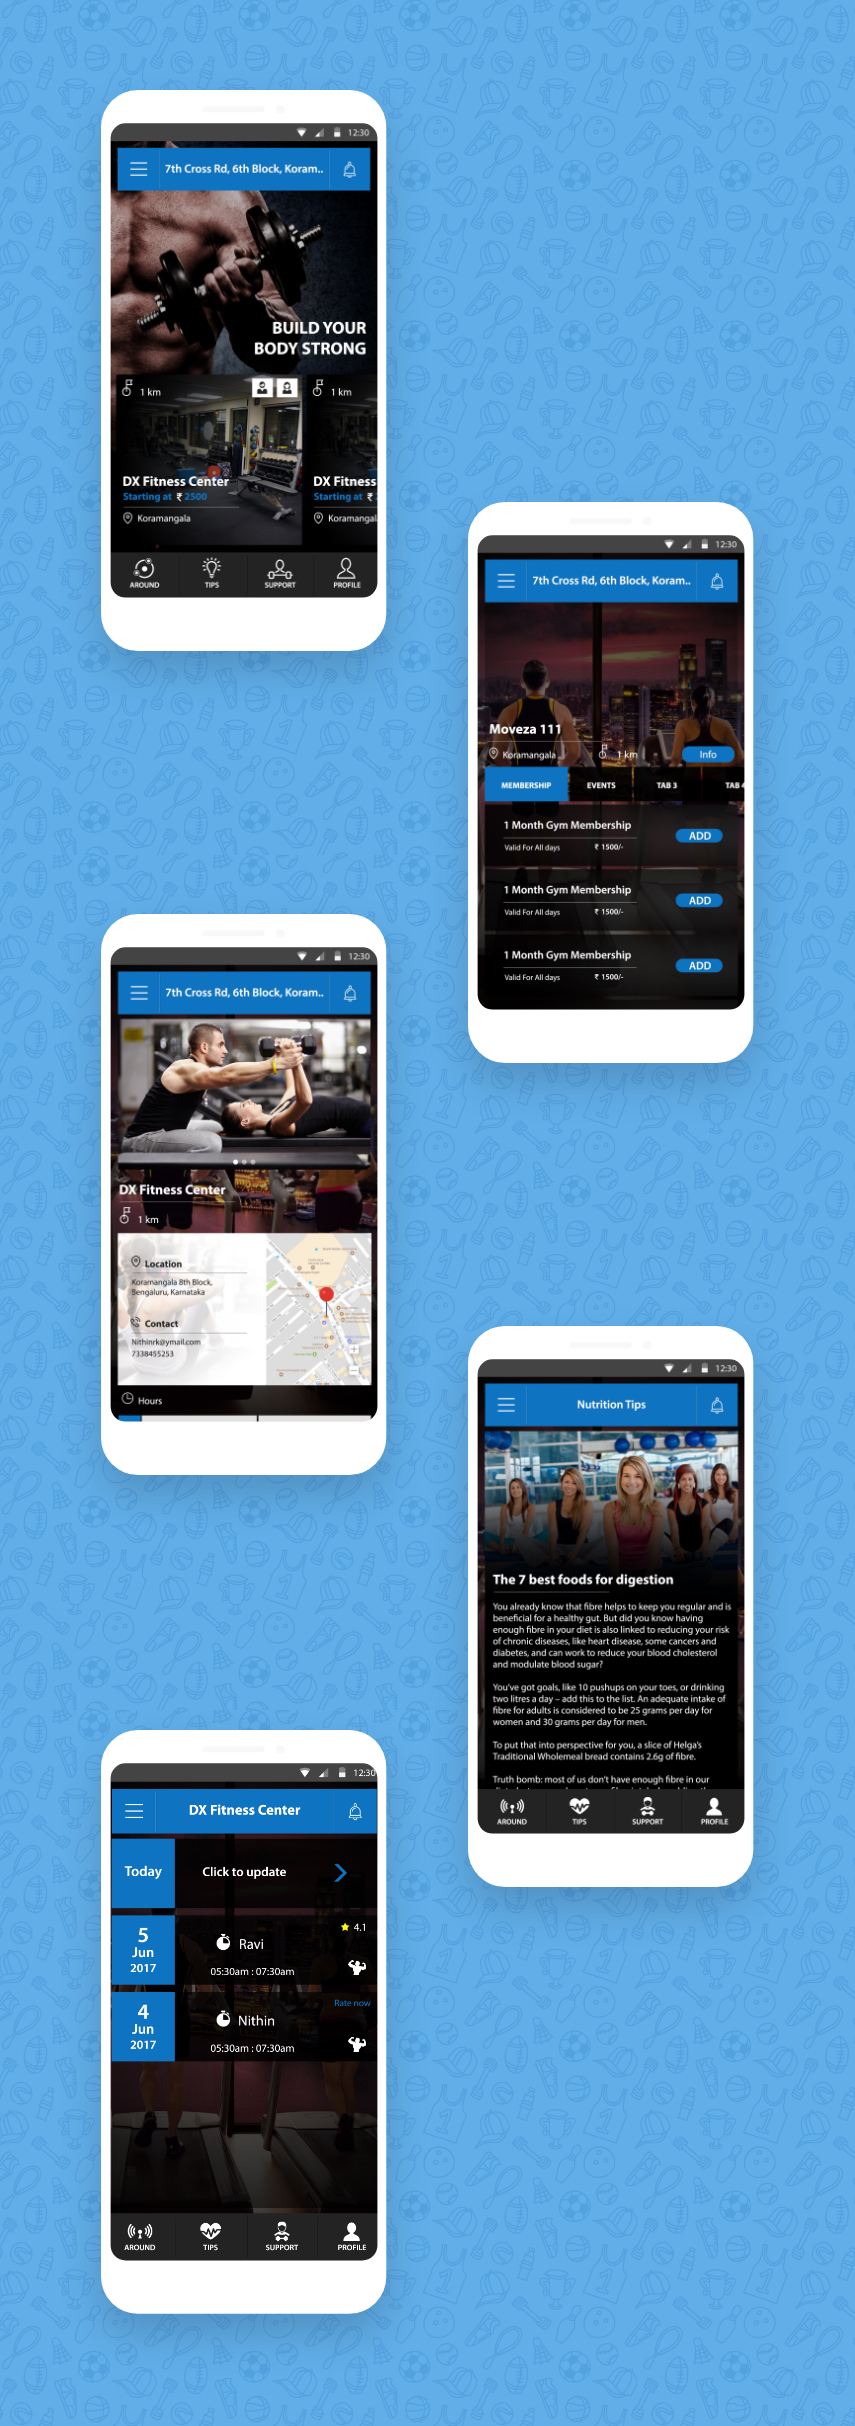 12:30
7th Cross Rd, 6th Block, Koram..
BUILD YOUR
BODY STRONG
1 km
1 km
DX Fitness Center
DX Fitness
Starting at ₹ 2500
Starting at ₹
Koramangala
Koramangal
AROUND
TIPS
SUPPORT
PROFILE
12:30
7th Cross Rd, 6th Block, Koram..
Moveza 111
Koramangala
1 km
Info
MEMBERSHIP
EVENTS
TAB 3
TAB 4
1 Month Gym Membership
ADD
Valid For All days
₹ 1500/-
1 Month Gym Membership
ADD
Valid For All days
₹ 1500/-
1 Month Gym Membership
ADD
Valid For All days
₹ 1500/-
12:30
7th Cross Rd, 6th Block, Koram..
DX Fitness Center
1 km
Location
Koramangala 8th Block,
Bengaluru, Karnataka
Contact
Nithinrk@ymail.com
7338455253
Hours
12:30
Nutrition Tips
The 7 best foods for digestion
You already know that fibre helps to keep you regular and is
beneficial for a healthy gut. But did you know having
enough fibre in your diet is also linked to reducing your risk
of chronic diseases, like heart disease, some cancers and
diabetes, and can work to reduce your blood cholesterol
and modulate blood sugar?
You've got goals, like 10 pushups on your toes, or drinking
two litres a day – add this to the list. An adequate intake of
fibre for adults is considered to be 25 grams per day for
women and 30 grams per day for men.
To put that into perspective for you, a slice of Helga's
Traditional Wholemeal bread contains 2.6g of fibre.
Truth bomb: most of us don't have enough fibre in our
AROUND
TIPS
SUPPORT
PROFILE
12:30
DX Fitness Center
Today
Click to update
5
Jun
2017
Ravi
4.1
05:30am : 07:30am
4
Jun
2017
Nithin
Rate now
05:30am : 07:30am
AROUND
TIPS
SUPPORT
PROFILE